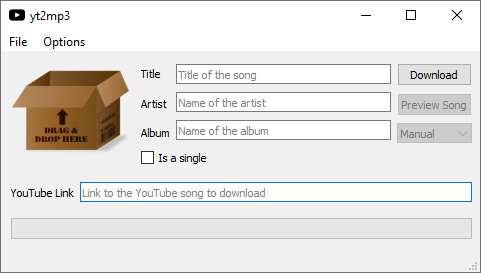 yt2mp3
File Options
Title Title of the song Download
Artist Name of the artist Preview Song
Album Name of the album Manual
Is a single
DRAG &
DROP HERE
YouTube Link Link to the YouTube song to download